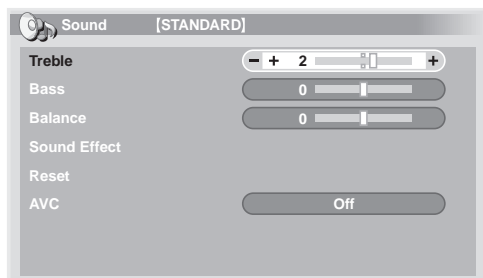 Sound [STANDARD]
Treble - + 2 +
Bass 0
Balance 0
Sound Effect
Reset
AVC Off